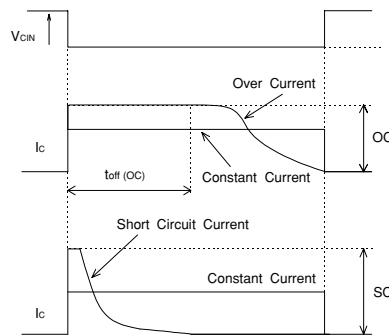 VCIN
Over Current
OC
IC
Constant Current
toff (OC)
Short Circuit Current
Constant Current
SC
IC